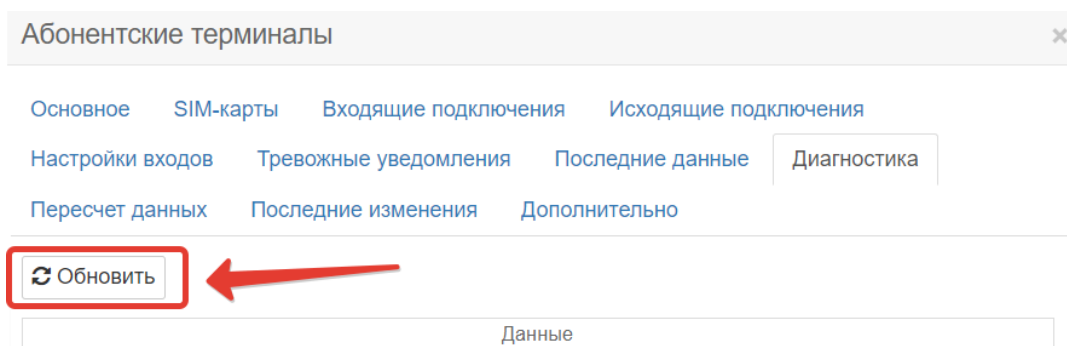 Абонентские терминалы
Основное SIM-карты Входящие подключения Исходящие подключения
Настройки входов Тревожные уведомления Последние данные Диагностика
Пересчет данных Последние изменения Дополнительно
Обновить
Данные